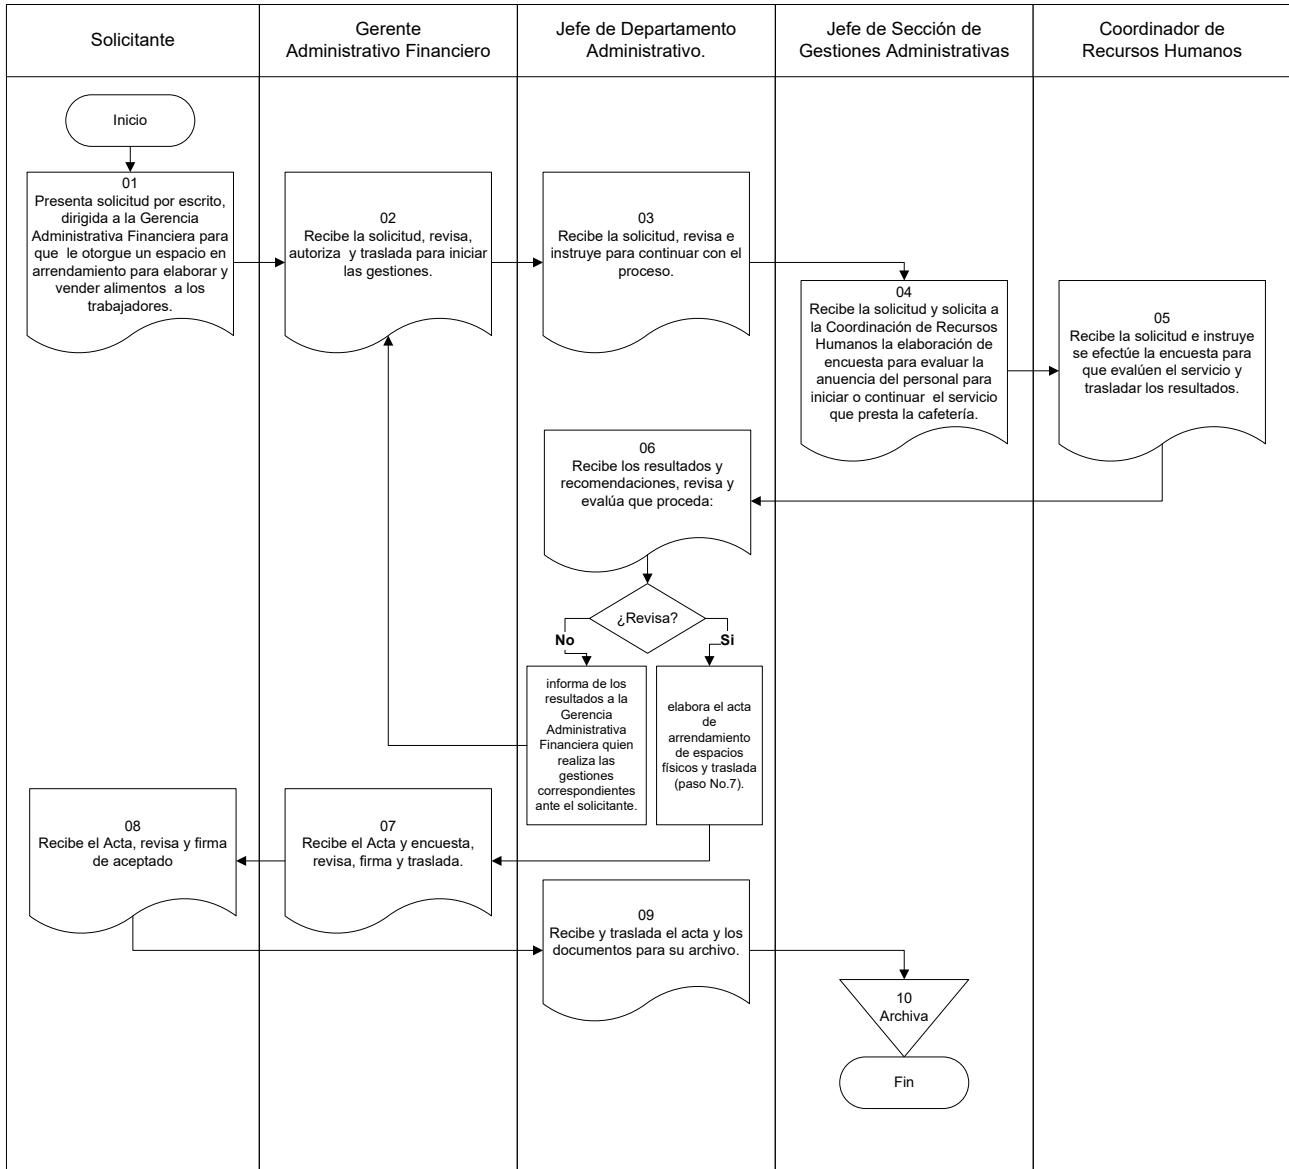 Solicitante
Gerente
Administrativo Financiero
Jefe de Departamento
Administrativo.
Jefe de Sección de
Gestiones Administrativas
Coordinador de
Recursos Humanos
Inicio
01
Presenta solicitud por escrito,
dirigida a la Gerencia
Administrativa Financiera para
que le otorgue un espacio en
arrendamiento para elaborar y
vender alimentos a los
trabajadores.
02
Recibe la solicitud, revisa,
autoriza y traslada para iniciar
las gestiones.
03
Recibe la solicitud, revisa e
instruye para continuar con el
proceso.
04
Recibe la solicitud y solicita a
la Coordinación de Recursos
Humanos la elaboración de
encuesta para evaluar la
anuencia del personal para
iniciar o continuar el servicio
que presta la cafetería.
05
Recibe la solicitud e instruye
se efectúe la encuesta para
que evalúen el servicio y
trasladar los resultados.
06
Recibe los resultados y
recomendaciones, revisa y
evalúa que proceda:
¿Revisa?
No
Si
informa de los
resultados a la
Gerencia
Administrativa
Financiera quien
realiza las
gestiones
correspondientes
ante el solicitante.
elabora el acta
de
arrendamiento
de espacios
físicos y traslada
(paso No.7).
08
Recibe el Acta, revisa y firma
de aceptado
07
Recibe el Acta y encuesta,
revisa, firma y traslada.
09
Recibe y traslada el acta y los
documentos para su archivo.
10
Archiva
Fin